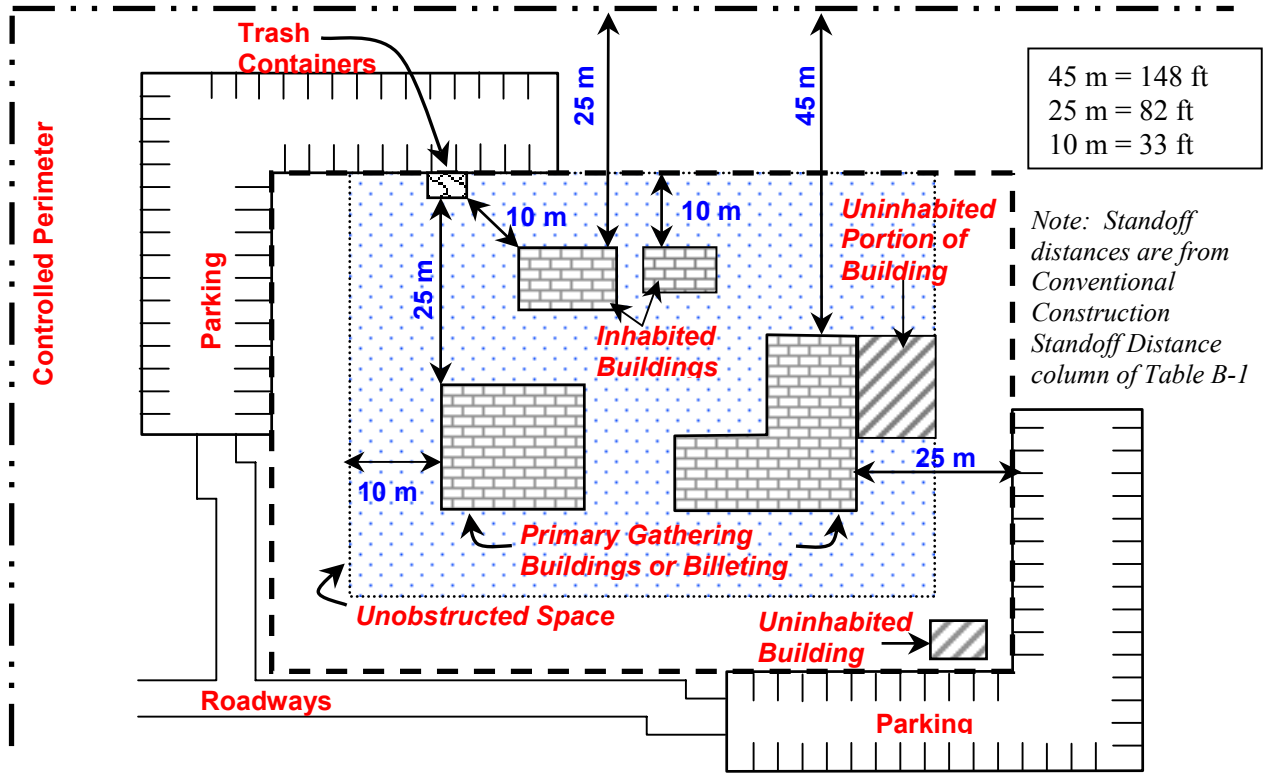 Trash
Containers
25 m
45 m
45 m = 148 ft
25 m = 82 ft
10 m = 33 ft
Controlled Perimeter
Parking
10 m
10 m
Uninhabited
Portion of
Building
Note: Standoff
distances are from
Conventional
Construction
Standoff Distance
column of Table B-1
25 m
Inhabited
Buildings
10 m
25 m
Primary Gathering
Buildings or Billeting
Unobstructed Space
Uninhabited
Building
Roadways
Parking